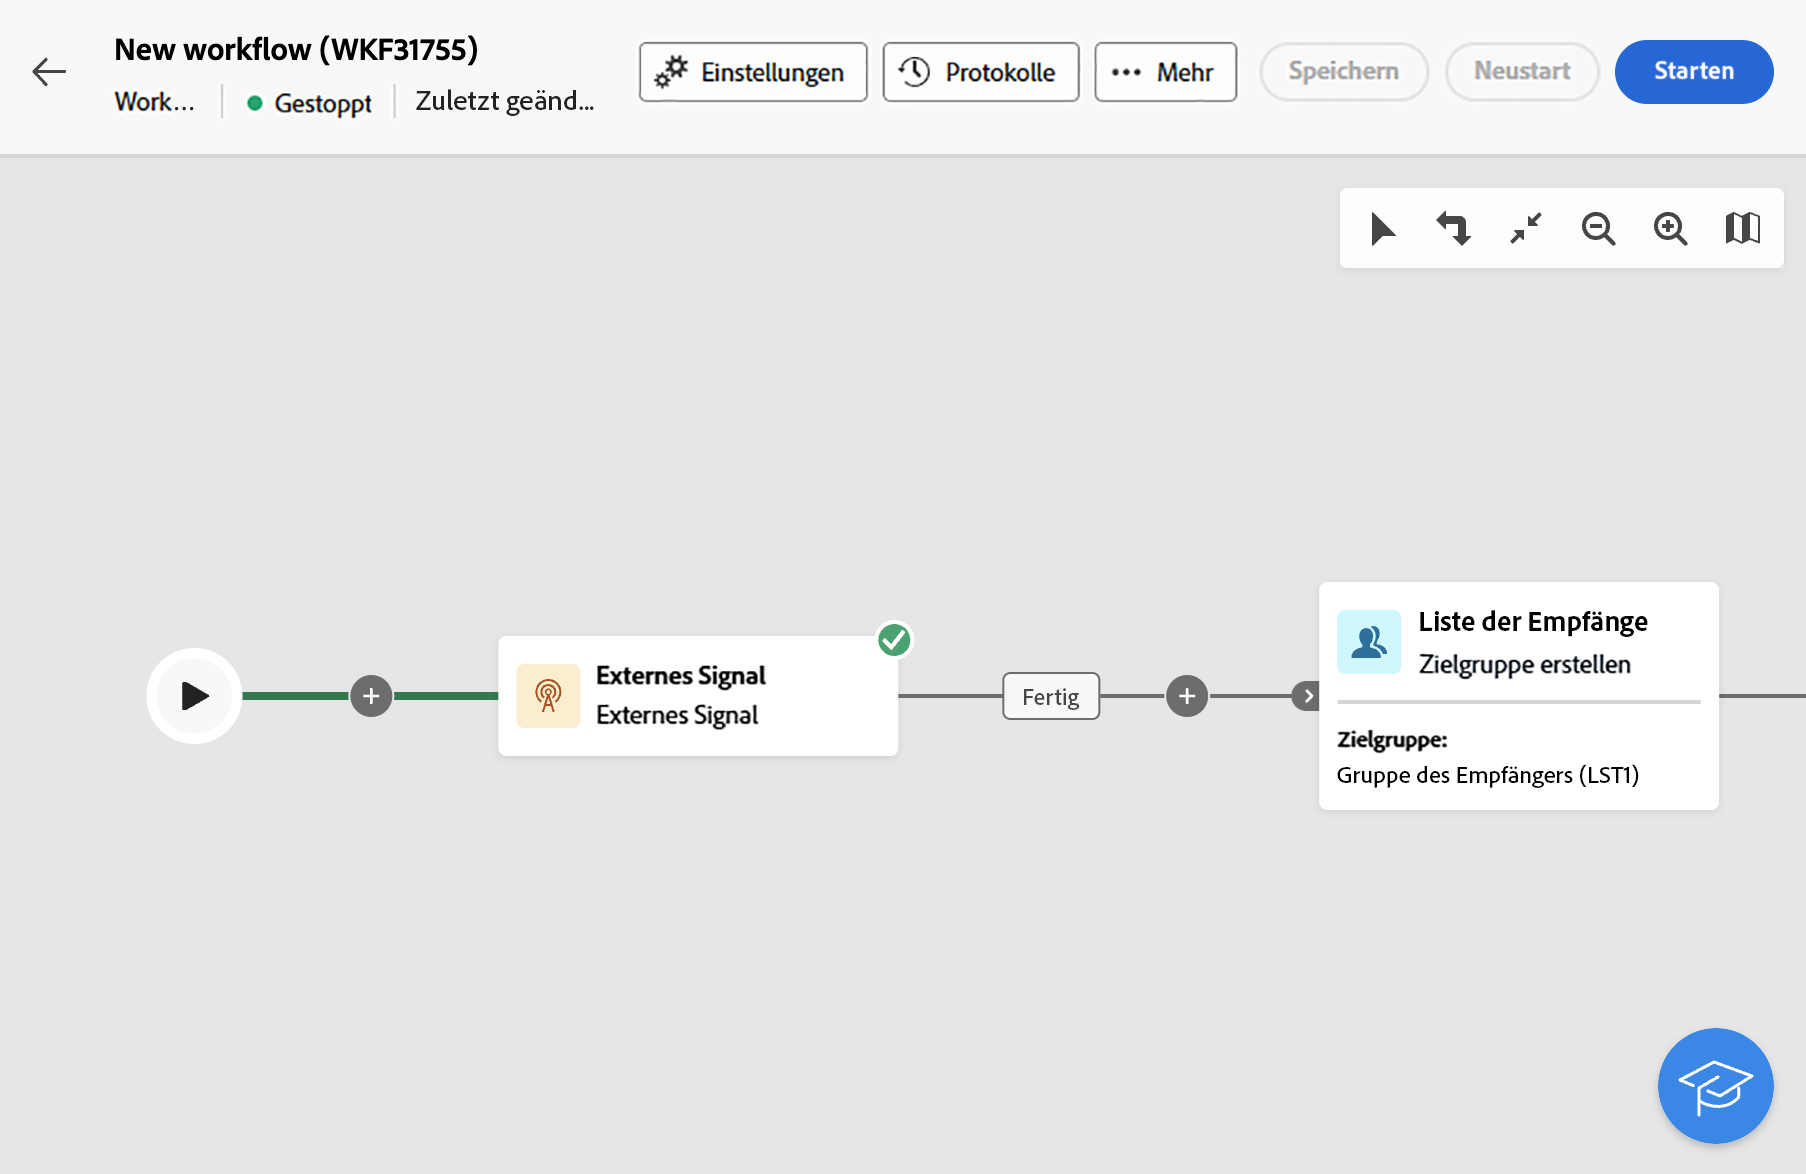 New workflow (WKF31755)
Work...
Gestoppt
Zuletzt geänd...
Einstellungen
Protokolle
Mehr
Speichern
Neustart
Starten
Externes Signal
Externes Signal
Fertig
Liste der Empfänge
Zielgruppe erstellen
Zielgruppe:
Gruppe des Empfängers (LST1)